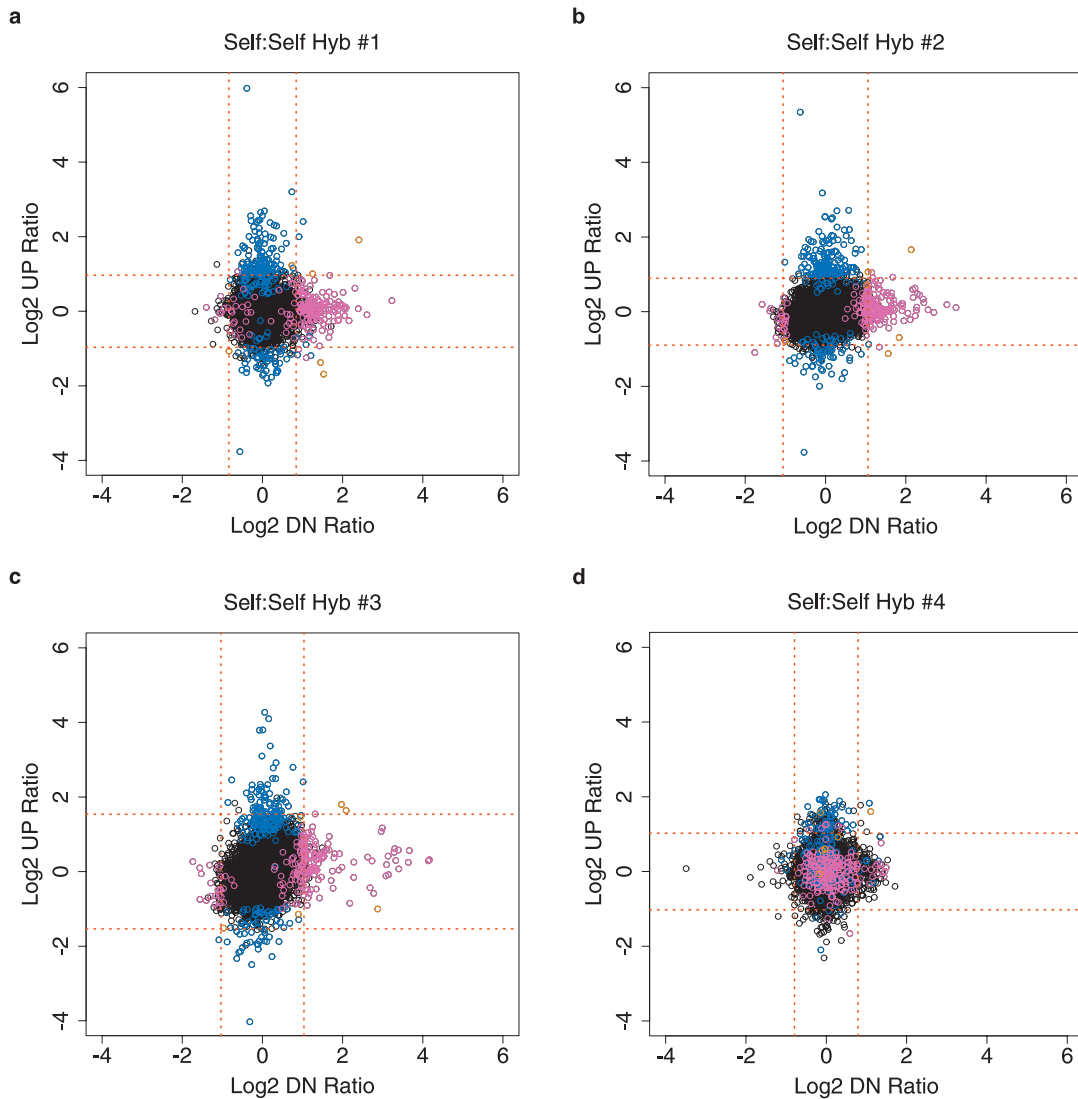 a
Self:Self Hyb #1
6
4
2
0
-2
-4
Log2 UP Ratio
-4 -2 0 2 4 6
Log2 DN Ratio
b
Self:Self Hyb #2
6
4
2
0
-2
-4
Log2 UP Ratio
-4 -2 0 2 4 6
Log2 DN Ratio
c
Self:Self Hyb #3
6
4
2
0
-2
-4
Log2 UP Ratio
-4 -2 0 2 4 6
Log2 DN Ratio
d
Self:Self Hyb #4
6
4
2
0
-2
-4
Log2 UP Ratio
-4 -2 0 2 4 6
Log2 DN Ratio